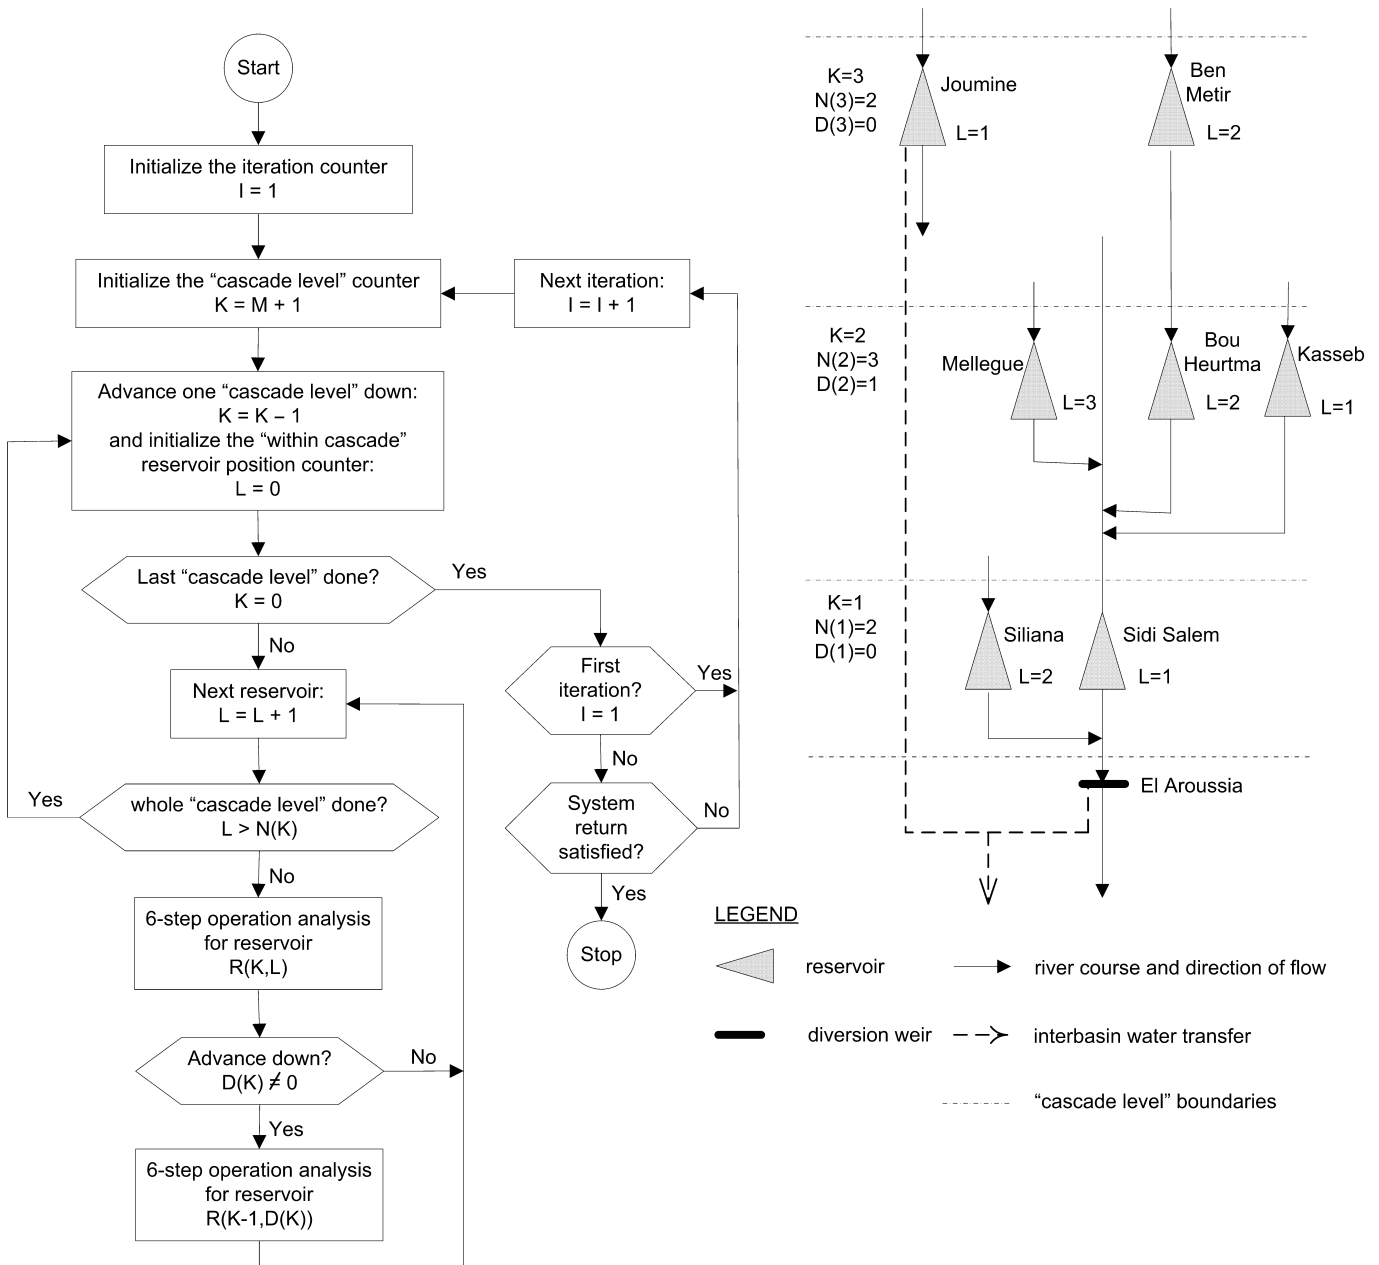 Start
Initialize the iteration counter
I = 1
Initialize the “cascade level” counter
K = M + 1
Next iteration:
I = I + 1
Advance one “cascade level” down:
K = K – 1
and initialize the “within cascade”
reservoir position counter:
L = 0
Last “cascade level” done?
K = 0
Yes
No
Next reservoir:
L = L + 1
First
iteration?
I = 1
Yes
No
whole “cascade level” done?
L > N(K)
Yes
No
System
return
satisfied?
No
Yes
Stop
6-step operation analysis
for reservoir
R(K,L)
Advance down?
D(K) ≠ 0
No
Yes
6-step operation analysis
for reservoir
R(K-1,D(K))
K=3
N(3)=2
D(3)=0
Joumine
L=1
Ben
Metir
L=2
K=2
N(2)=3
D(2)=1
Mellegue
L=3
Bou
Heurtma
L=2
Kasseb
L=1
K=1
N(1)=2
D(1)=0
Siliana
L=2
Sidi Salem
L=1
El Aroussia
LEGEND
reservoir
river course and direction of flow
diversion weir
interbasin water transfer
“cascade level” boundaries